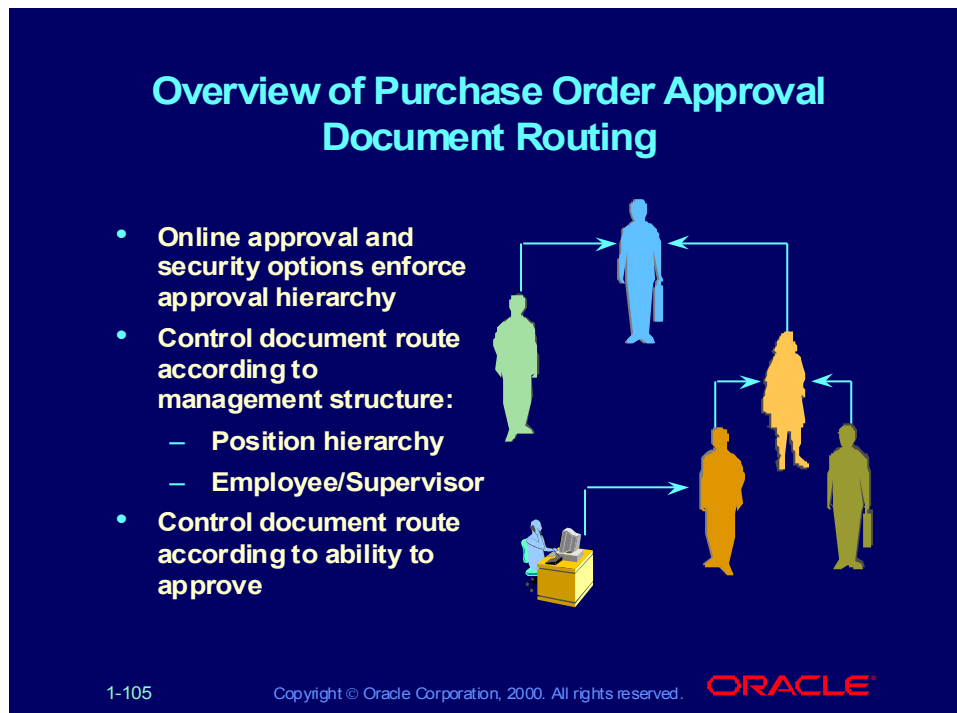 Overview of Purchase Order Approval
Document Routing
• Online approval and
security options enforce
approval hierarchy
• Control document route
according to
management structure:
– Position hierarchy
– Employee/Supervisor
• Control document route
according to ability to
approve
1-105
Copyright © Oracle Corporation, 2000. All rights reserved.
ORACLE®